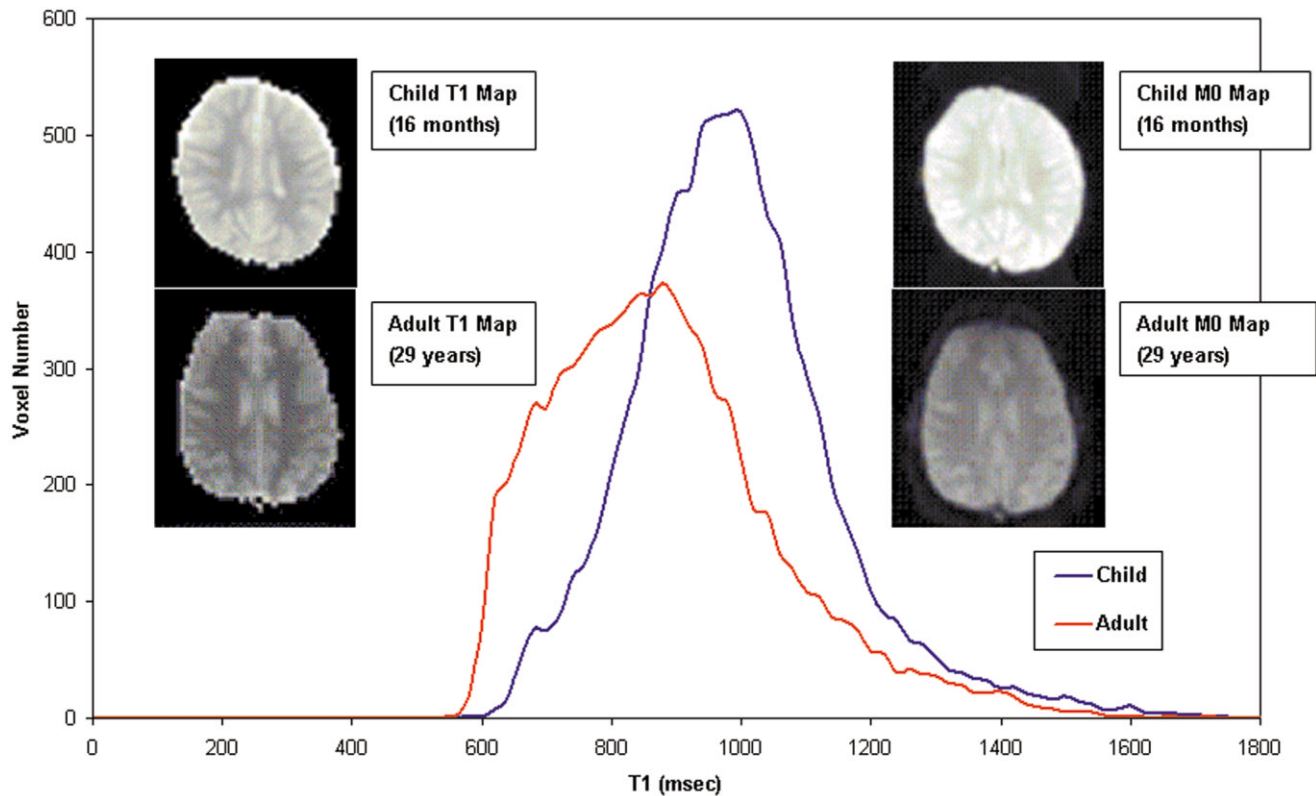 600
500
400
300
200
100
0
Voxel Number
Child T1 Map
(16 months)
Adult T1 Map
(29 years)
Child M0 Map
(16 months)
Adult M0 Map
(29 years)
Child
Adult
0 200 400 600 800 1000 1200 1400 1600 1800
T1 (msec)